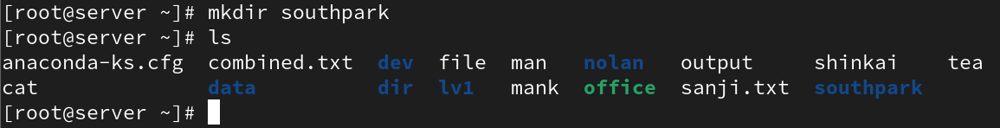 [root@server ~]# mkdir southpark
[root@server ~]# ls
anaconda-ks.cfg  combined.txt  dev  file  man   nolan   output     shinkai    tea
cat              data          dir  lv1   mank  office  sanji.txt  southpark
[root@server ~]#